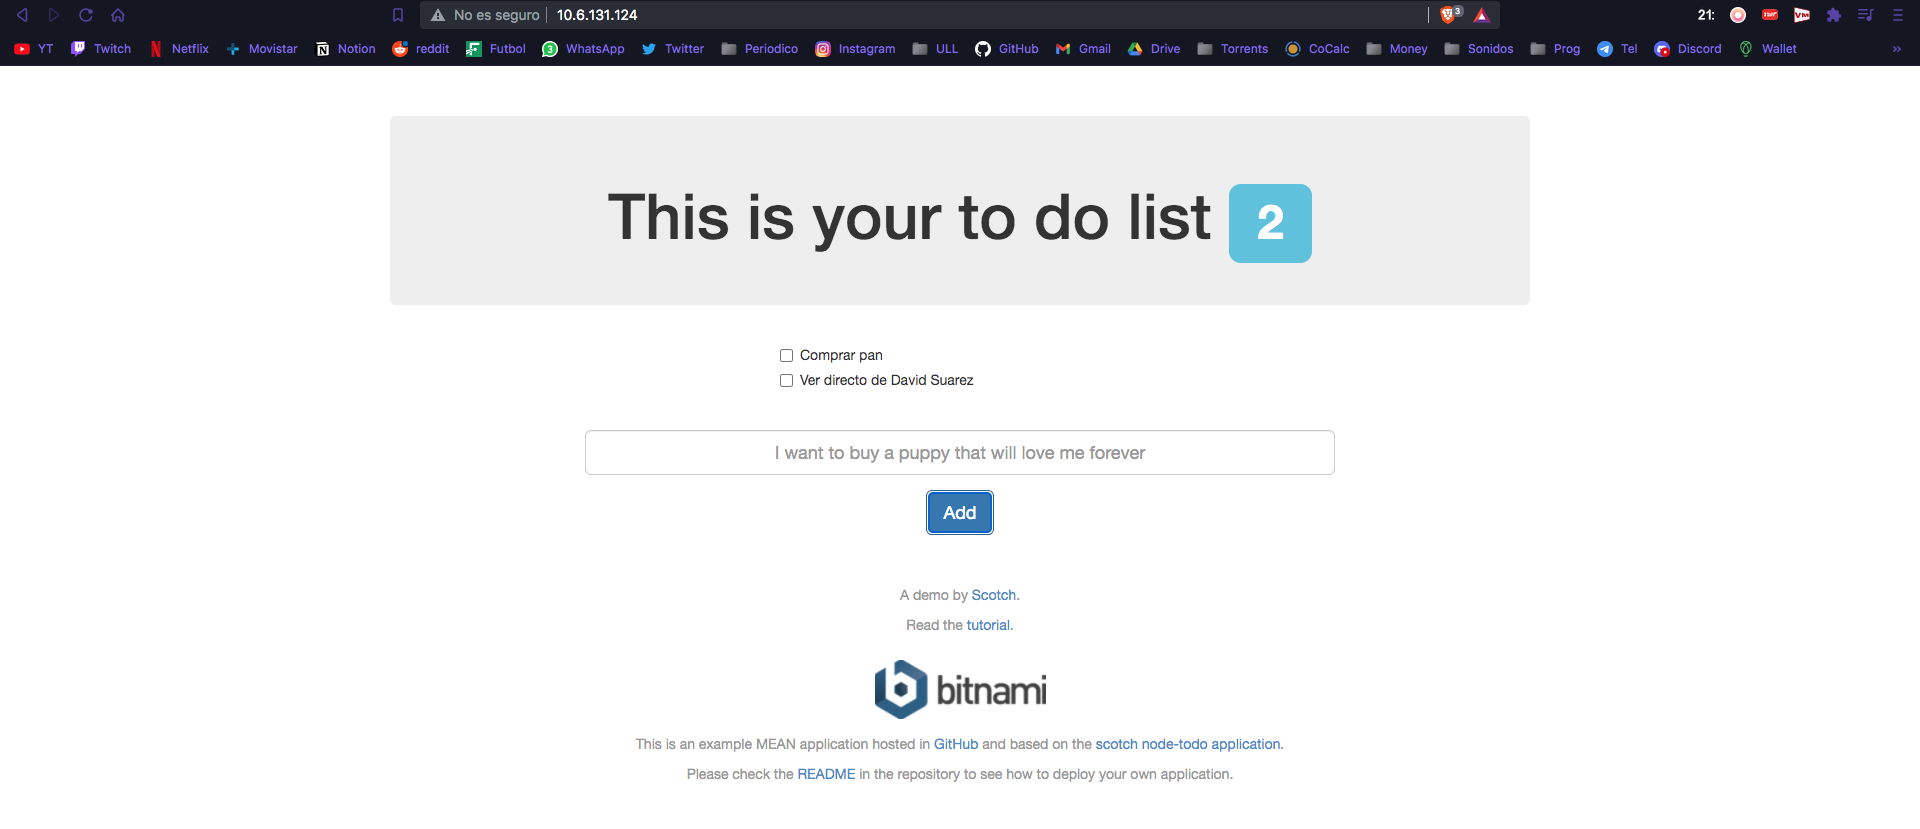 No es seguro 10.6.131.124 3 21:
YT Twitch Netflix Movistar Notion reddit Futbol 3 WhatsApp Twitter Periodico Instagram ULL GitHub Gmail Drive Torrents CoCalc Money Sonidos Prog Tel Discord Wallet »
This is your to do list 2
Comprar pan
Ver directo de David Suarez
I want to buy a puppy that will love me forever
Add
A demo by Scotch.
Read the tutorial.
bitnami
This is an example MEAN application hosted in GitHub and based on the scotch node-todo application.
Please check the README in the repository to see how to deploy your own application.